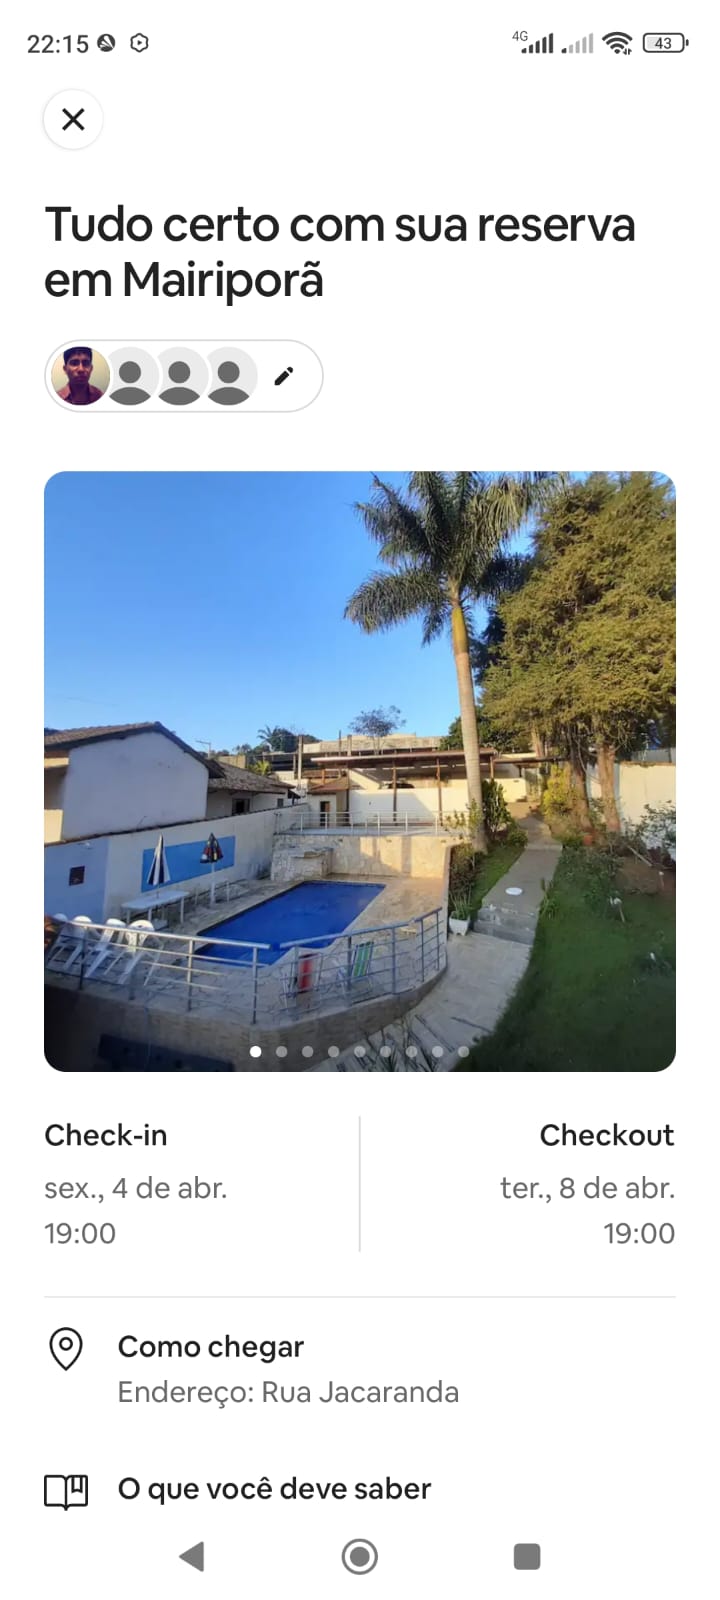 22:15
4G
43
Tudo certo com sua reserva
em Mairiporã
Check-in
sex., 4 de abr.
19:00
Checkout
ter., 8 de abr.
19:00
Como chegar
Endereço: Rua Jacaranda
O que você deve saber